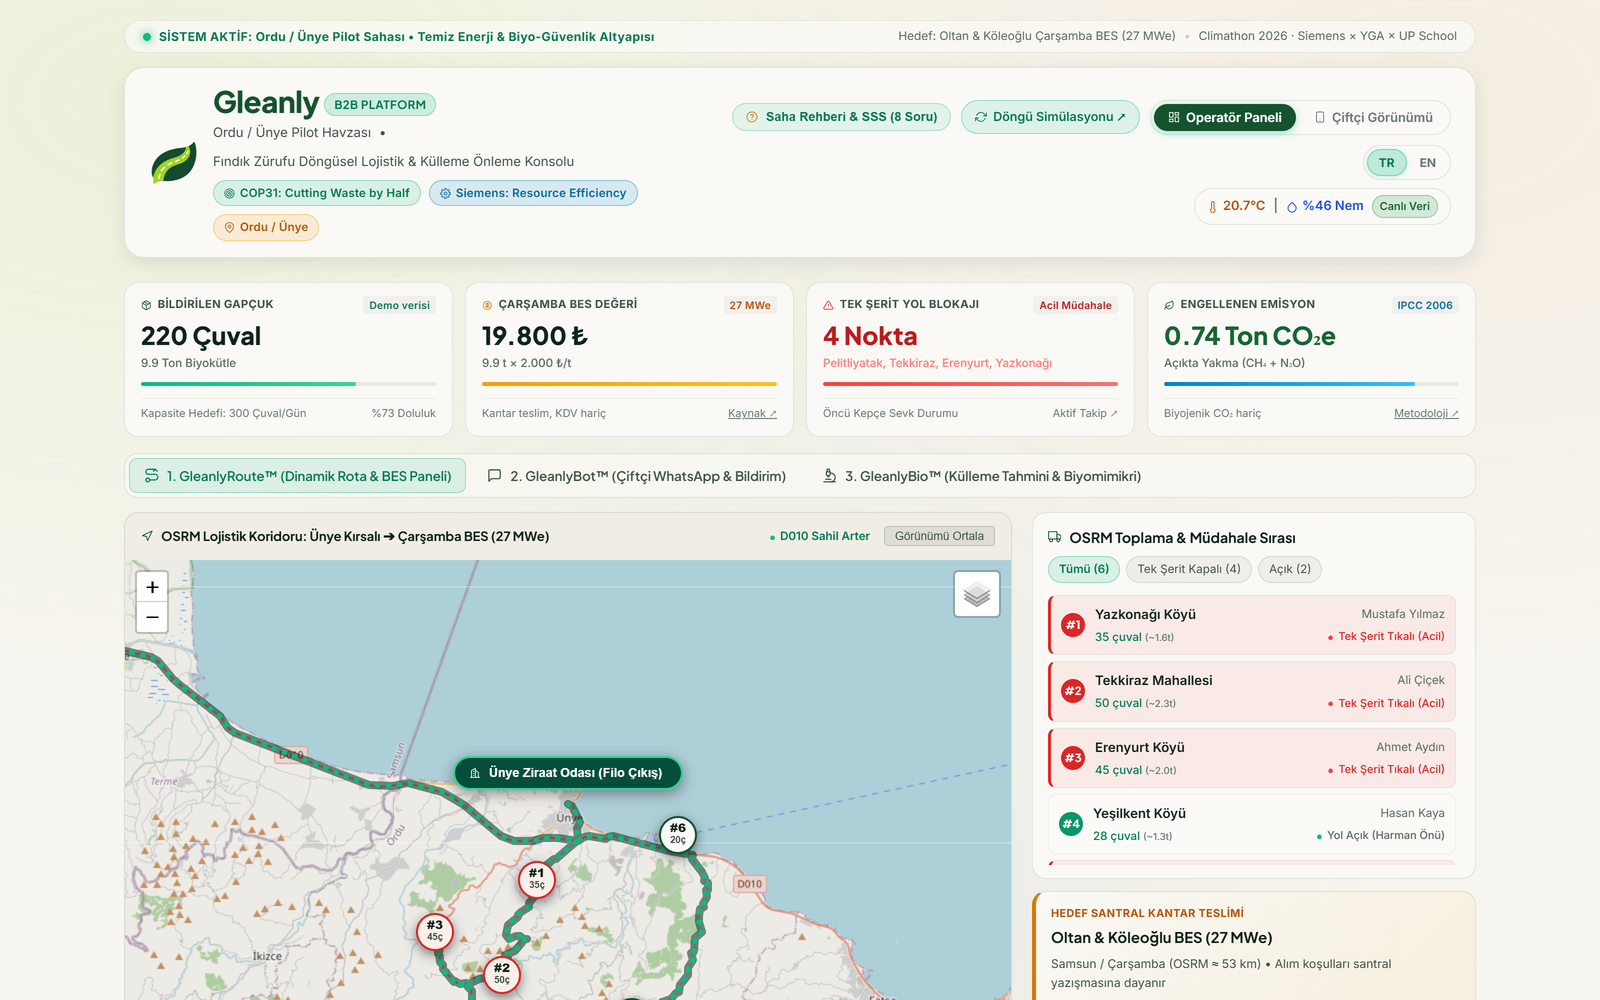 SİSTEM AKTİF: Ordu / Ünye Pilot Sahası • Temiz Enerji & Biyo-Güvenlik Altyapısı
Hedef: Oltan & Köleoğlu Çarşamba BES (27 MWe) • Climathon 2026 · Siemens × YGA × UP School
Gleanly B2B PLATFORM
Ordu / Ünye Pilot Havzası •
Fındık Zürufu Döngüsel Lojistik & Külleme Önleme Konsolu
COP31: Cutting Waste by Half
Siemens: Resource Efficiency
Ordu / Ünye
Saha Rehberi & SSS (8 Soru)
Döngü Simülasyonu ↗
Operatör Paneli
Çiftçi Görünümü
TR EN
20.7°C | %46 Nem Canlı Veri
BİLDİRİLEN GAPÇUK Demo verisi
220 Çuval
9.9 Ton Biyokütle
Kapasite Hedefi: 300 Çuval/Gün %73 Doluluk
ÇARŞAMBA BES DEĞERİ 27 MWe
19.800 ₺
9.9 t × 2.000 ₺/t
Kantar teslim, KDV hariç Kaynak ↗
TEK ŞERİT YOL BLOKAJI Acil Müdahale
4 Nokta
Pelitliyatak, Tekkiraz, Erenyurt, Yazkonağı
Öncü Kepçe Sevk Durumu Aktif Takip ↗
ENGELLENEN EMİSYON IPCC 2006
0.74 Ton CO₂e
Açıkta Yakma (CH₄ + N₂O)
Biyojenik CO₂ hariç Metodoloji ↗
1. GleanlyRoute™ (Dinamik Rota & BES Paneli)
2. GleanlyBot™ (Çiftçi WhatsApp & Bildirim)
3. GleanlyBio™ (Külleme Tahmini & Biyomimikri)
OSRM Lojistik Koridoru: Ünye Kırsalı ➔ Çarşamba BES (27 MWe)
• D010 Sahil Arter
Görünümü Ortala
+
−
D010
Samsun
Ordu
Terme
Ünye Ziraat Odası (Filo Çıkış)
Ünye
#6
20ç
#1
35ç
D010
#3
45ç
#2
50ç
İkizce
Fatsa
OSRM Toplama & Müdahale Sırası
Tümü (6)
Tek Şerit Kapalı (4)
Açık (2)
#1 Yazkonağı Köyü Mustafa Yılmaz
35 çuval (~1.6t) • Tek Şerit Tıkalı (Acil)
#2 Tekkiraz Mahallesi Ali Çiçek
50 çuval (~2.3t) • Tek Şerit Tıkalı (Acil)
#3 Erenyurt Köyü Ahmet Aydın
45 çuval (~2.0t) • Tek Şerit Tıkalı (Acil)
#4 Yeşilkent Köyü Hasan Kaya
28 çuval (~1.3t) • Yol Açık (Harman Önü)
HEDEF SANTRAL KANTAR TESLİMİ
Oltan & Köleoğlu BES (27 MWe)
Samsun / Çarşamba (OSRM ≈ 53 km) • Alım koşulları santral
yazışmasına dayanır